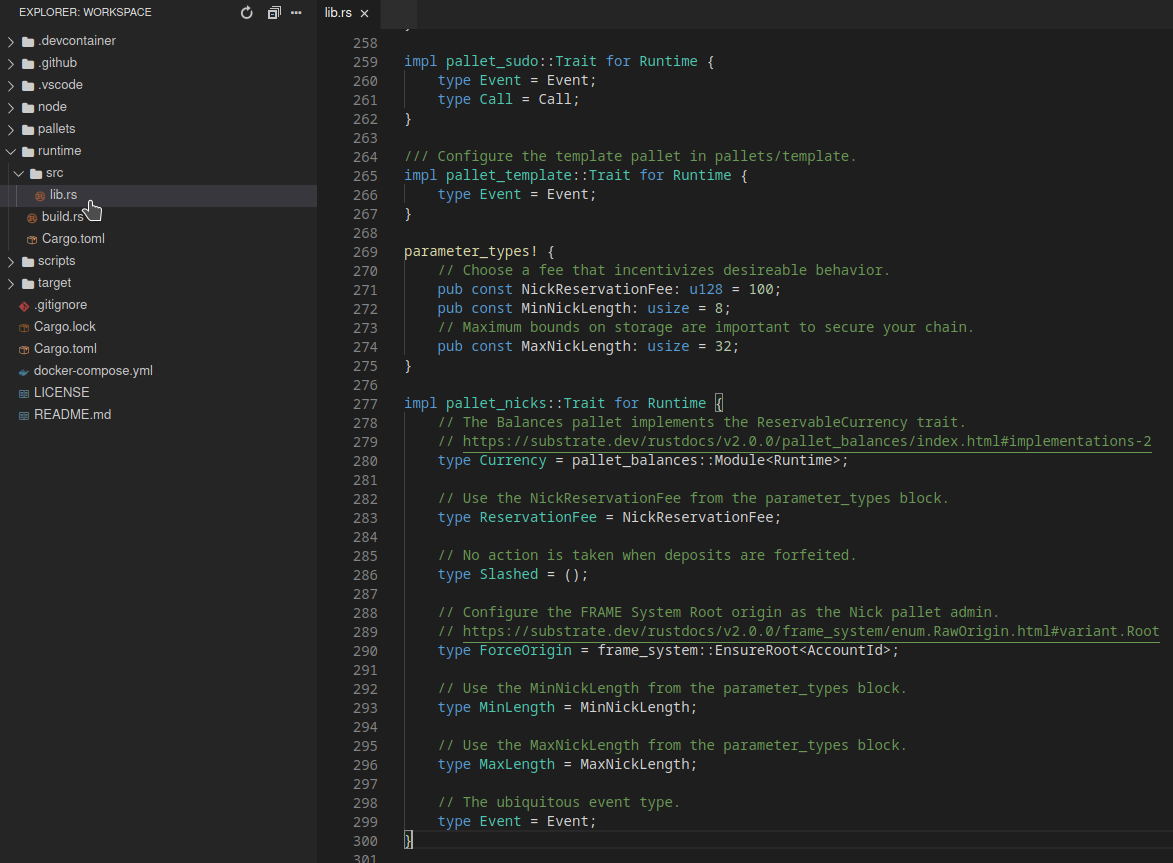 EXPLORER: WORKSPACE
.devcontainer
.github
.vscode
node
pallets
runtime
src
lib.rs
build.rs
Cargo.toml
scripts
target
.gitignore
Cargo.lock
Cargo.toml
docker-compose.yml
LICENSE
README.md
lib.rs
258
259 impl pallet_sudo::Trait for Runtime {
260     type Event = Event;
261     type Call = Call;
262 }
263
264 /// Configure the template pallet in pallets/template.
265 impl pallet_template::Trait for Runtime {
266     type Event = Event;
267 }
268
269 parameter_types! {
270     // Choose a fee that incentivizes desireable behavior.
271     pub const NickReservationFee: u128 = 100;
272     pub const MinNickLength: usize = 8;
273     // Maximum bounds on storage are important to secure your chain.
274     pub const MaxNickLength: usize = 32;
275 }
276
277 impl pallet_nicks::Trait for Runtime {
278     // The Balances pallet implements the ReservableCurrency trait.
279     // https://substrate.dev/rustdocs/v2.0.0/pallet_balances/index.html#implementations-2
280     type Currency = pallet_balances::Module<Runtime>;
281
282     // Use the NickReservationFee from the parameter_types block.
283     type ReservationFee = NickReservationFee;
284
285     // No action is taken when deposits are forfeited.
286     type Slashed = ();
287
288     // Configure the FRAME System Root origin as the Nick pallet admin.
289     // https://substrate.dev/rustdocs/v2.0.0/frame_system/enum.RawOrigin.html#variant.Root
290     type ForceOrigin = frame_system::EnsureRoot<AccountId>;
291
292     // Use the MinNickLength from the parameter_types block.
293     type MinLength = MinNickLength;
294
295     // Use the MaxNickLength from the parameter_types block.
296     type MaxLength = MaxNickLength;
297
298     // The ubiquitous event type.
299     type Event = Event;
300 }
301